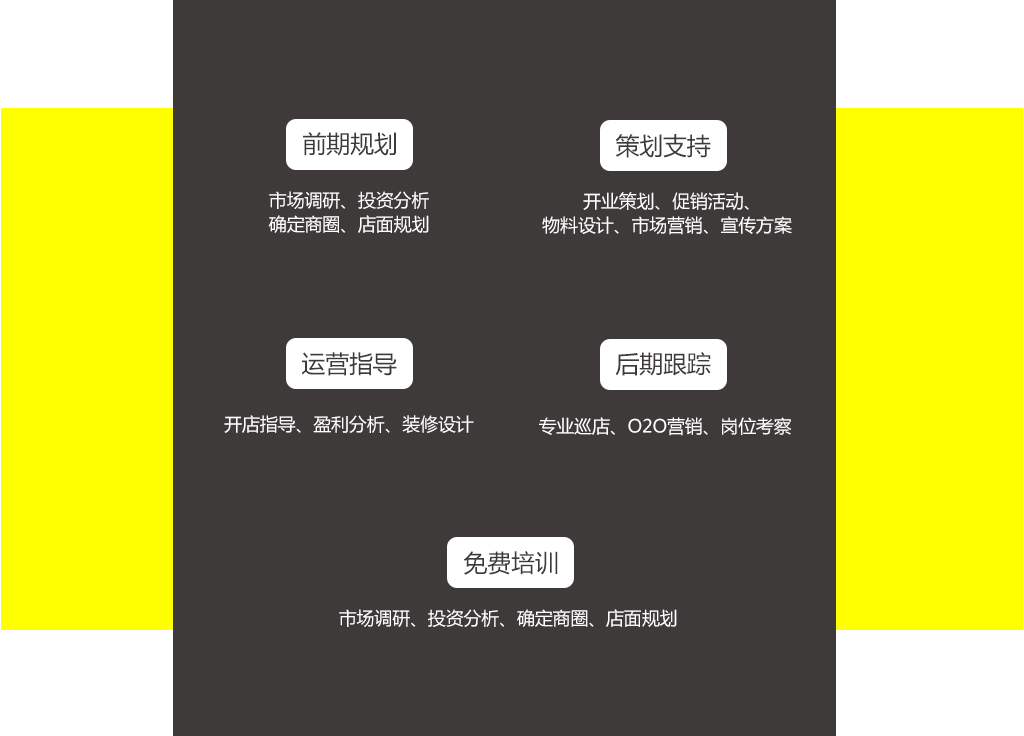 前期规划
市场调研、投资分析
确定商圈、店面规划
策划支持
开业策划、促销活动、
物料设计、市场营销、宣传方案
运营指导
开店指导、盈利分析、装修设计
后期跟踪
专业巡店、O2O营销、岗位考察
免费培训
市场调研、投资分析、确定商圈、店面规划